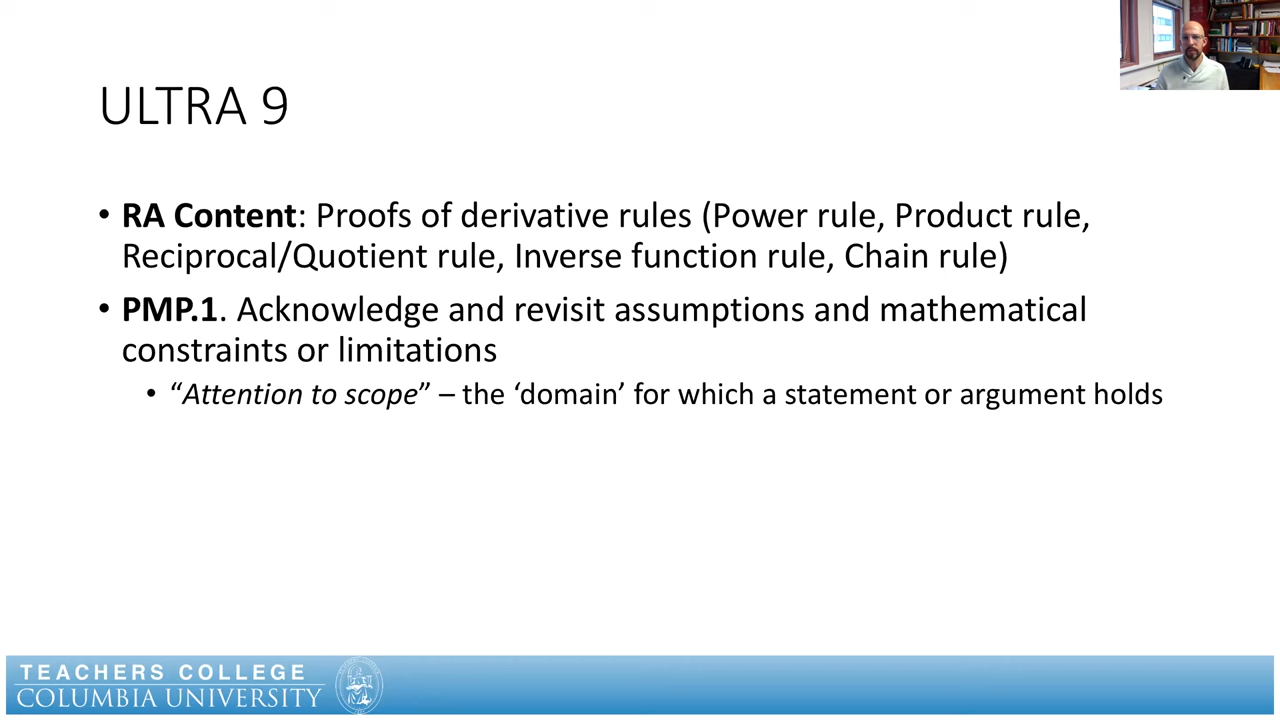 ULTRA 9
• RA Content: Proofs of derivative rules (Power rule, Product rule,
Reciprocal/Quotient rule, Inverse function rule, Chain rule)
• PMP.1. Acknowledge and revisit assumptions and mathematical
constraints or limitations
• “Attention to scope” – the ‘domain’ for which a statement or argument holds
TEACHERS COLLEGE
COLUMBIA UNIVERSITY